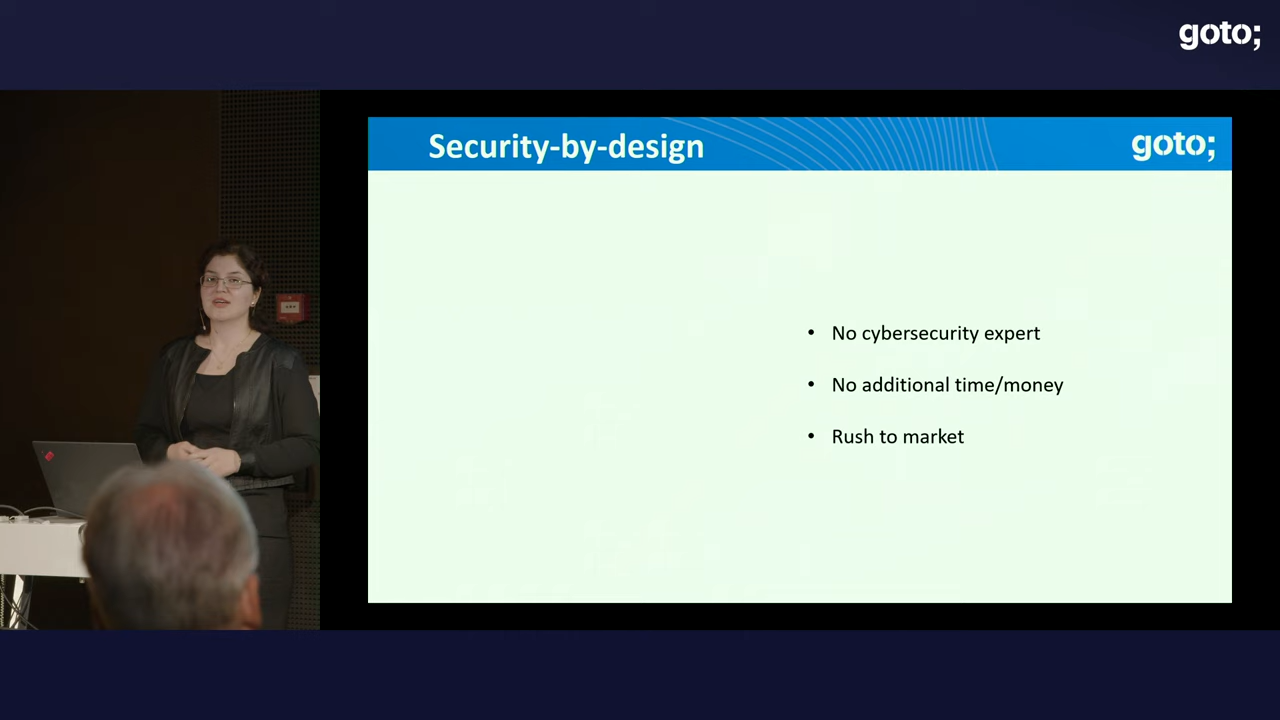 goto;
Security-by-design
goto;
• No cybersecurity expert
• No additional time/money
• Rush to market